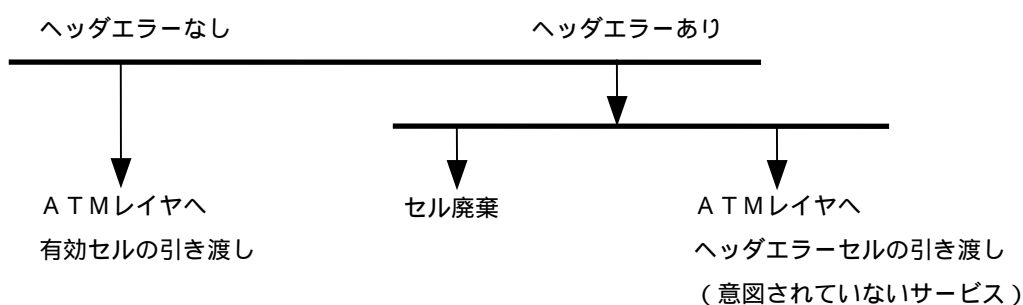 ヘッダエラーなし
ヘッダエラーあり
ＡＴＭレイヤへ
有効セルの引き渡し
セル廃棄
ＡＴＭレイヤへ
ヘッダエラーセルの引き渡し
（意図されていないサービス）